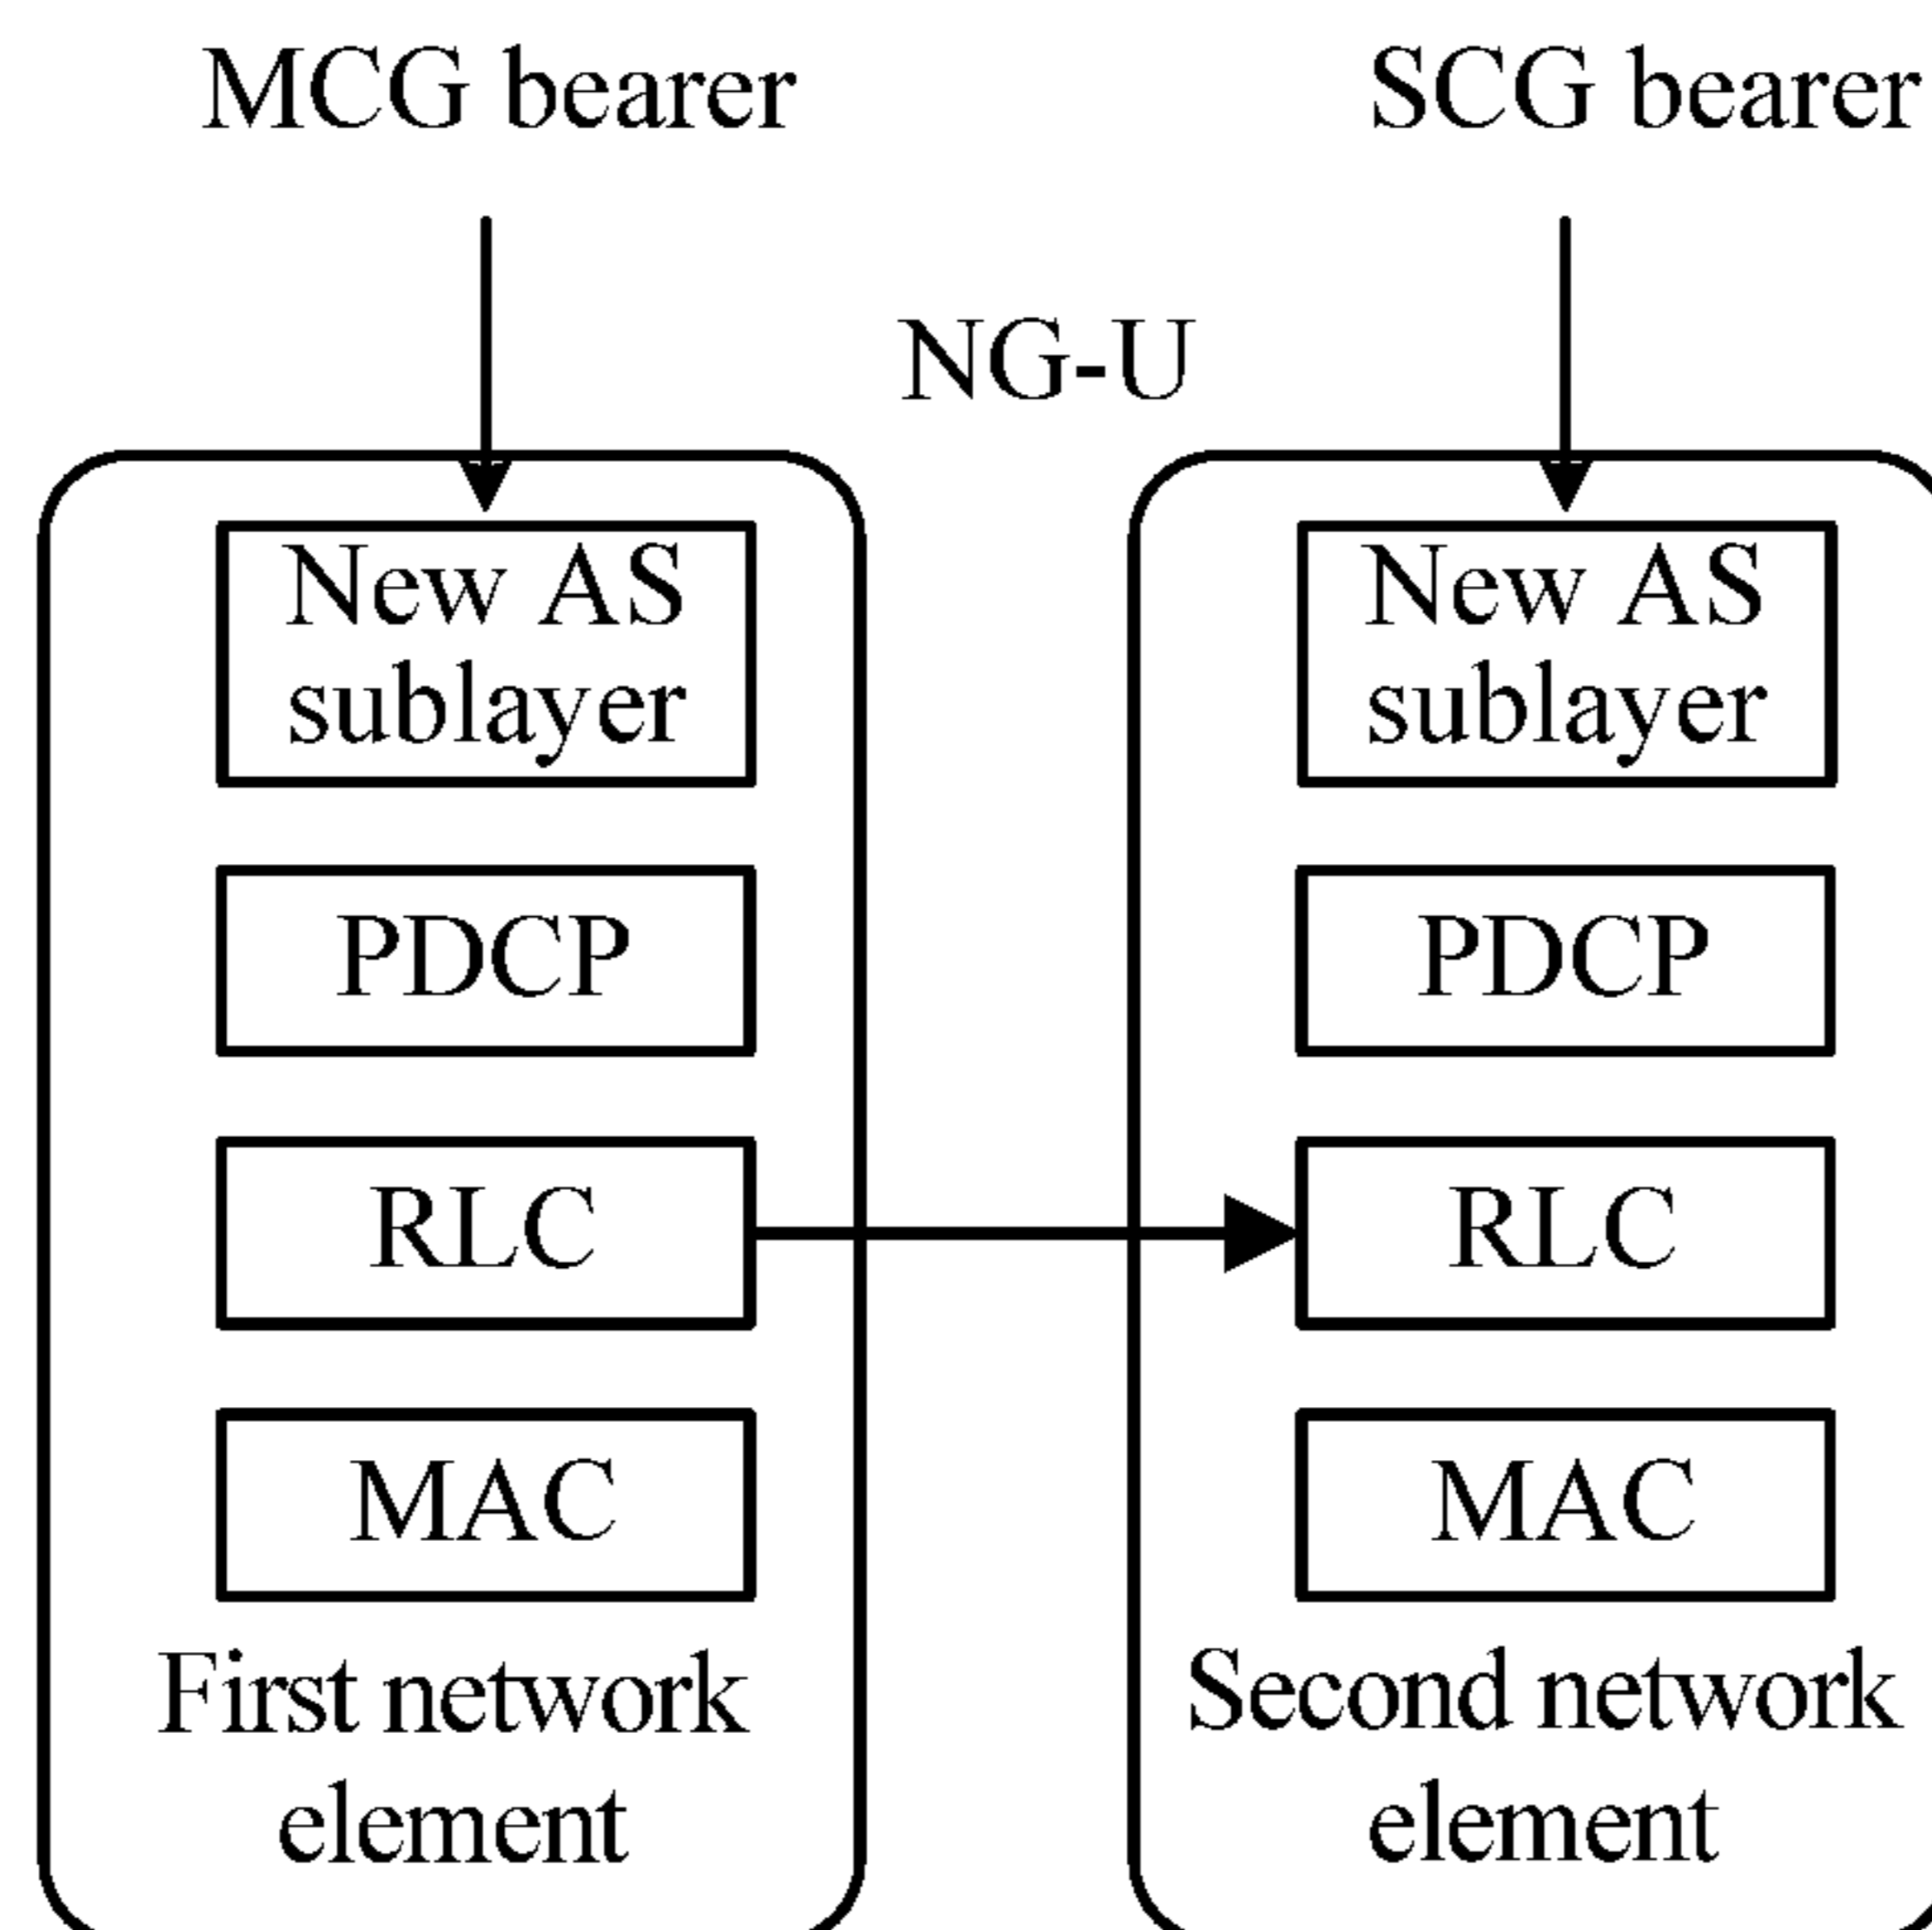 MCG bearer
SCG bearer
NG-U
New AS
sublayer
PDCP
RLC
MAC
First network
element
New AS
sublayer
PDCP
RLC
MAC
Second network
element